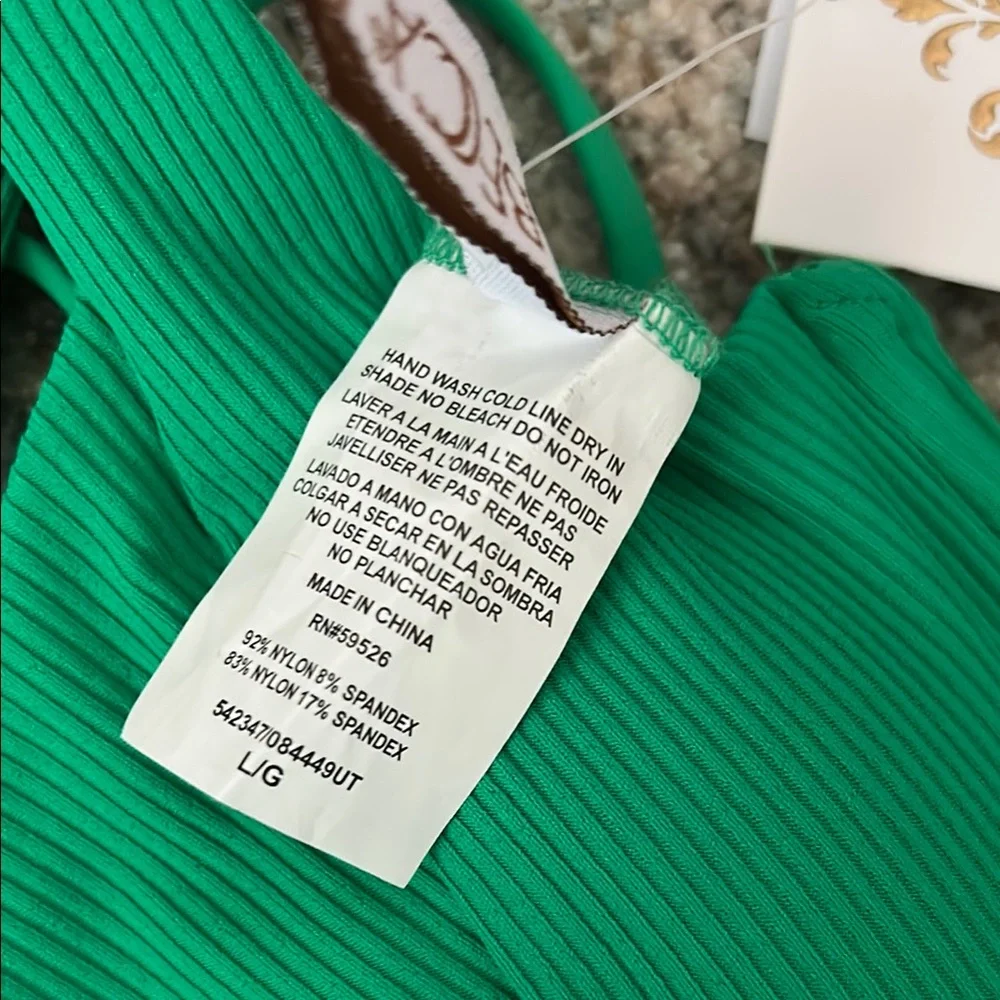 HAND WASH COLD LINE DRY IN
SHADE NO BLEACH DO NOT IRON
LAVER A LA MAIN A L'EAU FROIDE
ETENDRE A L'OMBRE NE PAS
JAVELLISER NE PAS REPASSER
LAVADO A MANO CON AGUA FRIA
COLGAR A SECAR EN LA SOMBRA
NO USE BLANQUEADOR
NO PLANCHAR
MADE IN CHINA
RN#59526
92% NYLON 8% SPANDEX
83% NYLON 17% SPANDEX
542347/084449UT
L/G